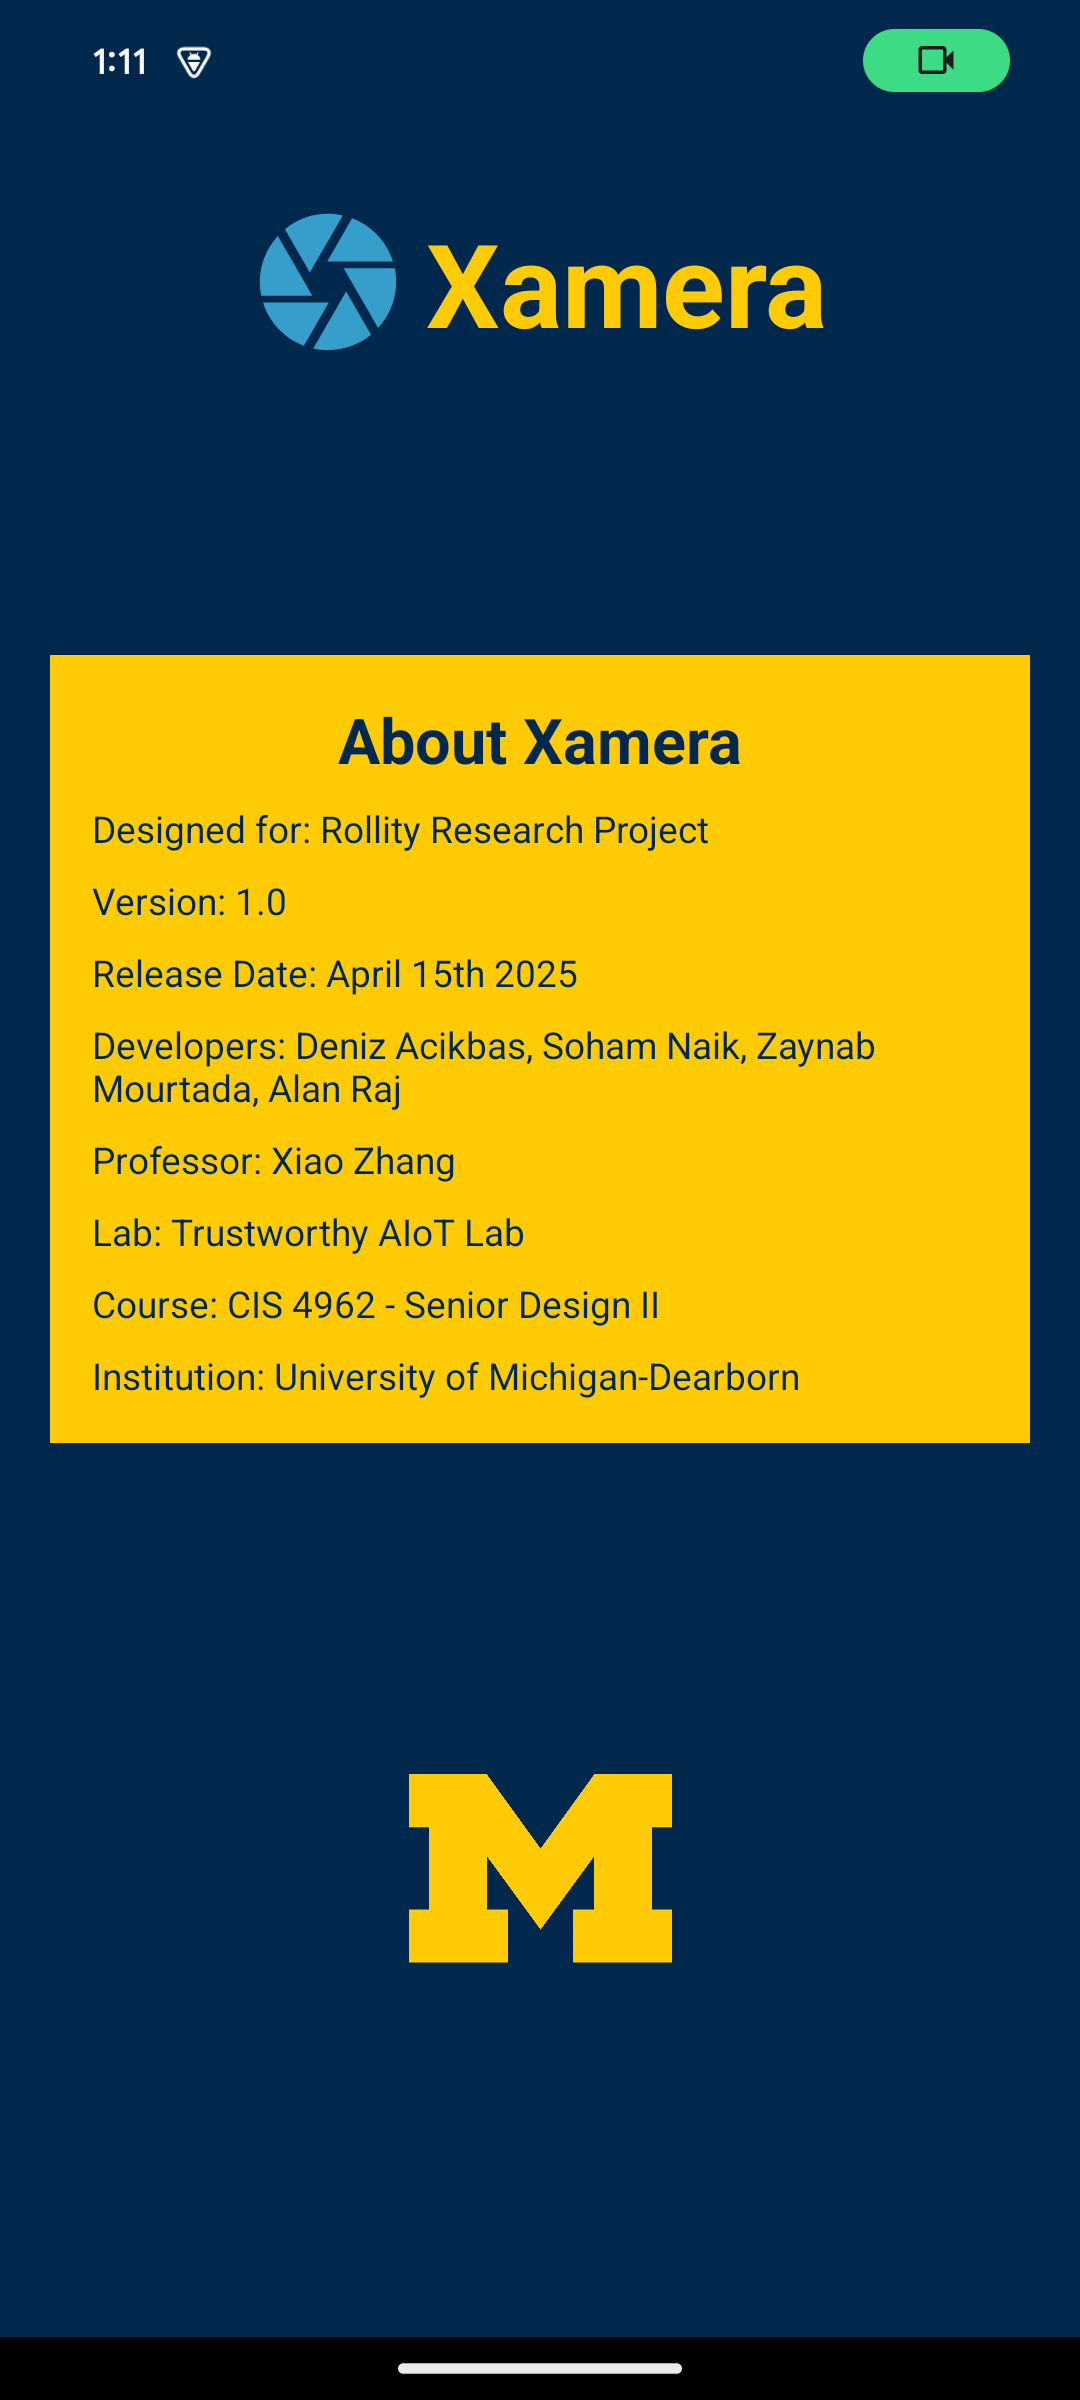 1:11
Xamera
About Xamera
Designed for: Rollity Research Project
Version: 1.0
Release Date: April 15th 2025
Developers: Deniz Acikbas, Soham Naik, Zaynab
Mourtada, Alan Raj
Professor: Xiao Zhang
Lab: Trustworthy AIoT Lab
Course: CIS 4962 - Senior Design II
Institution: University of Michigan-Dearborn
M